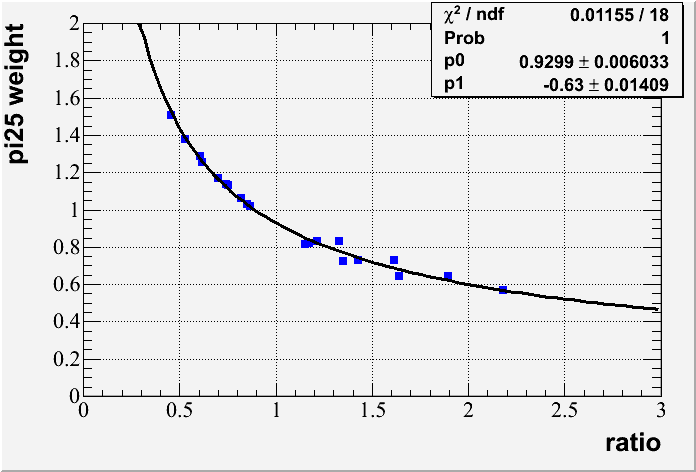 χ² / ndf 0.01155 / 18
Prob 1
p0 0.9299 ± 0.006033
p1 -0.63 ± 0.01409
pi25 weight
2
1.8
1.6
1.4
1.2
1
0.8
0.6
0.4
0.2
0
0 0.5 1 1.5 2 2.5 3
ratio